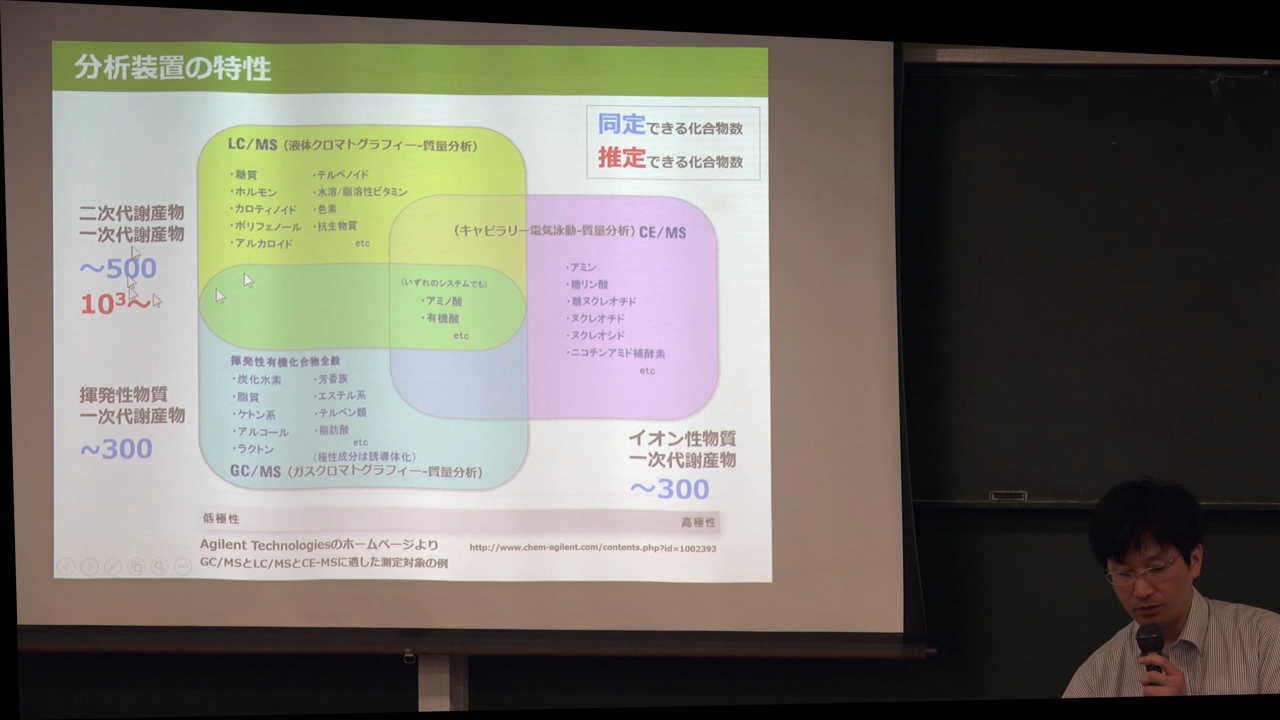 分析装置の特性
同定できる化合物数
推定できる化合物数
LC/MS (液体クロマトグラフィー-質量分析)
・糖質
・ホルモン
・カロティノイド
・ポリフェノール
・アルカロイド
・テルペノイド
・水溶/脂溶性ビタミン
・色素
・抗生物質
etc
二次代謝産物
一次代謝産物
～500
10³～
(キャピラリー電気泳動-質量分析) CE/MS
・アミン
・糖リン酸
・糖ヌクレオチド
・ヌクレオチド
・ヌクレオシド
・ニコチンアミド補酵素
etc
(いずれのシステムでも)
・アミノ酸
・有機酸
etc
揮発性有機化合物全般
・炭化水素
・脂質
・ケトン系
・アルコール
・ラクトン
・芳香族
・エステル系
・テルペン類
・脂肪酸
etc
(極性成分は誘導体化)
GC/MS (ガスクロマトグラフィー-質量分析)
揮発性物質
一次代謝産物
~300
イオン性物質
一次代謝産物
～300
低極性
高極性
Agilent Technologiesのホームページより
GC/MSとLC/MSとCE-MSに適した測定対象の例
http://www.chem-agilent.com/contents.php?id=1002393